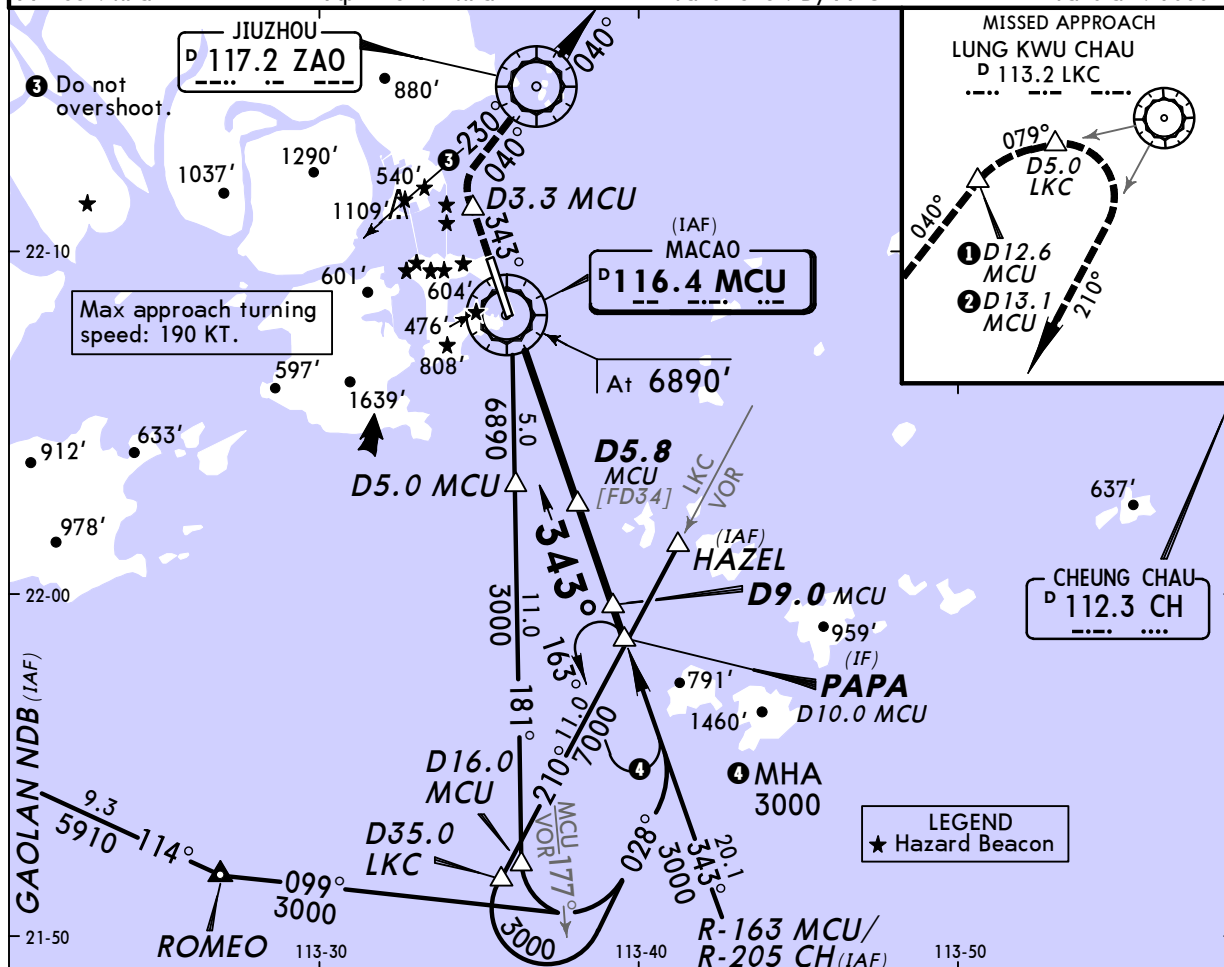 JIUZHOU
D 117.2 ZAO
040°
3 Do not
overshoot.
880'
230°
3
040°
1290'
1037'
540'
1109'
D3.3 MCU
343°
22-10
(IAF)
MACAO
D 116.4 MCU
601'
604'
Max approach turning
speed: 190 KT.
476'
808'
At 6890'
597'
1639'
6890
5.0
912'
633'
D5.0 MCU
D5.8
MCU
[FD34]
LKC
VOR
978'
343°
(IAF)
HAZEL
22-00
3000
11.0
D9.0 MCU
163°
959'
(IF)
PAPA
D10.0 MCU
791'
1460'
637'
CHEUNG CHAU
D 112.3 CH
181°
210°
11.0
7000
4
4 MHA
3000
D16.0
MCU
D35.0
LKC
MCU
VOR
177°
028°
20.1
343°
3000
LEGEND
Hazard Beacon
GAOLAN NDB (IAF)
9.3
5910
114°
099°
3000
ROMEO
3000
R-163 MCU/
R-205 CH (IAF)
21-50
113-30
113-40
113-50
MISSED APPROACH
LUNG KWU CHAU
D 113.2 LKC
079°
D5.0
LKC
040°
1 D12.6
MCU
2 D13.1
MCU
210°